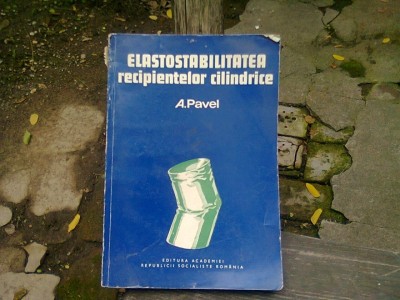 ELASTOSTABILITATEA
recipientelor cilindrice
A.Pavel
EDITURA ACADEMIEI
REPUBLICII SOCIALISTE ROMÂNIA